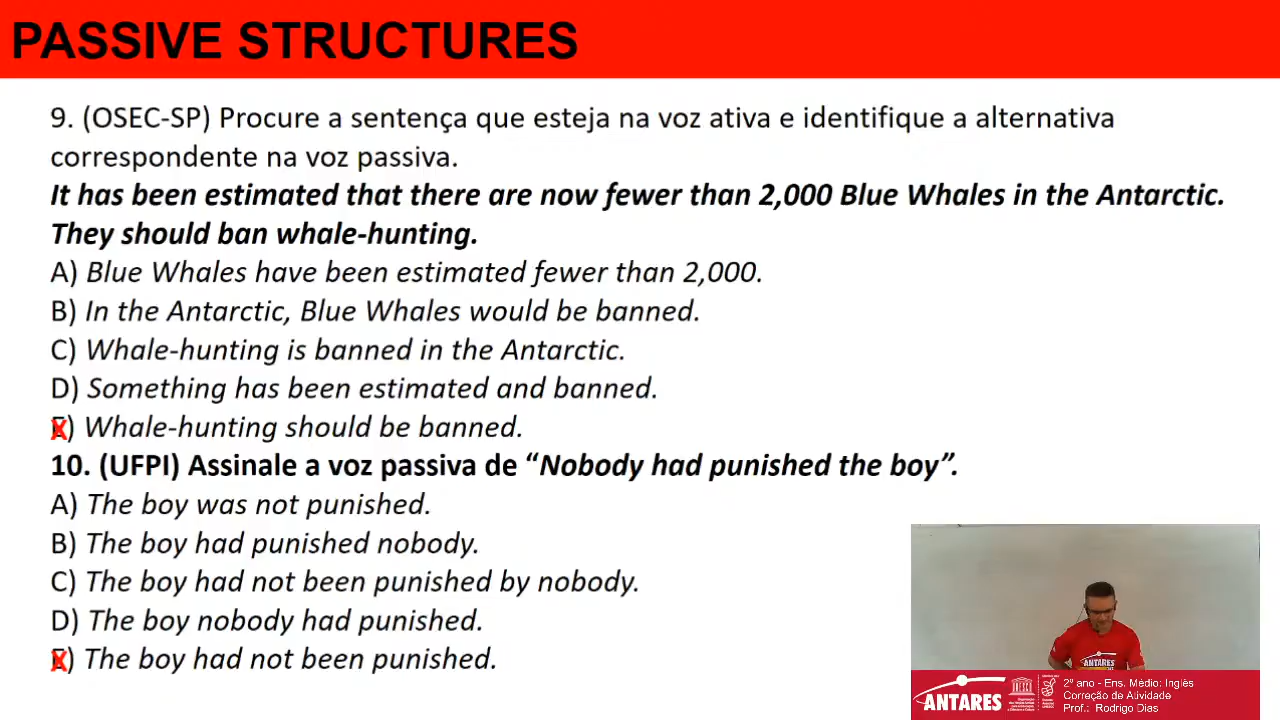 PASSIVE STRUCTURES
9. (OSEC-SP) Procure a sentença que esteja na voz ativa e identifique a alternativa
correspondente na voz passiva.
It has been estimated that there are now fewer than 2,000 Blue Whales in the Antarctic.
They should ban whale-hunting.
A) Blue Whales have been estimated fewer than 2,000.
B) In the Antarctic, Blue Whales would be banned.
C) Whale-hunting is banned in the Antarctic.
D) Something has been estimated and banned.
E) Whale-hunting should be banned.
10. (UFPI) Assinale a voz passiva de “Nobody had punished the boy”.
A) The boy was not punished.
B) The boy had punished nobody.
C) The boy had not been punished by nobody.
D) The boy nobody had punished.
E) The boy had not been punished.
ANTARES
ANTARES
UNESCO
2º ano - Ens. Médio: Inglês
Correção de Atividade
Prof.: Rodrigo Dias